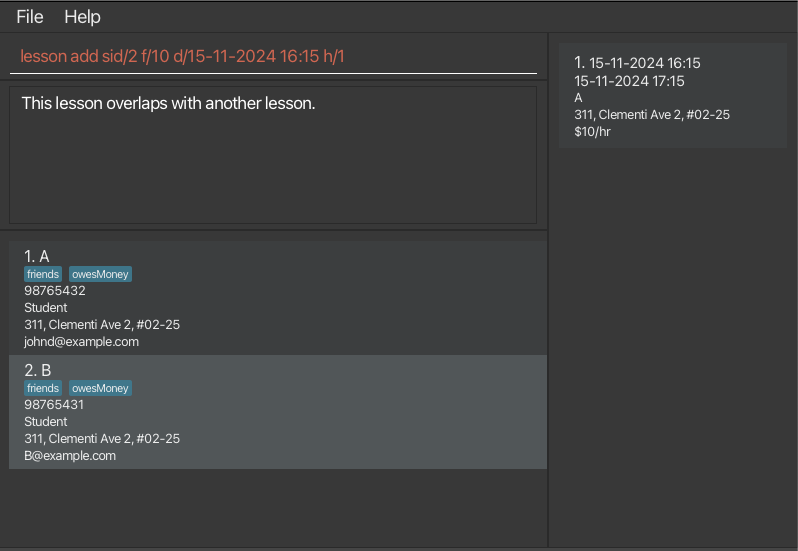 File Help
lesson add sid/2 f/10 d/15-11-2024 16:15 h/1
This lesson overlaps with another lesson.
1. A
friends owesMoney
98765432
Student
311, Clementi Ave 2, #02-25
johnd@example.com
2. B
friends owesMoney
98765431
Student
311, Clementi Ave 2, #02-25
B@example.com
1. 15-11-2024 16:15
15-11-2024 17:15
A
311, Clementi Ave 2, #02-25
$10/hr